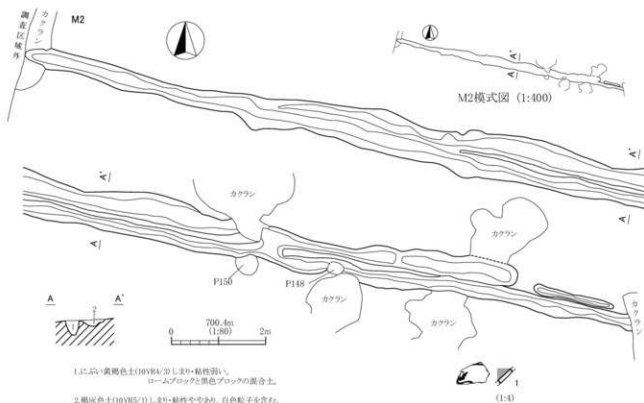 M2
カクラン
調査区域外
A'
A
M2模式図 (1:400)
A'
A
A'
A
カクラン
カクラン
P150
P148
カクラン
カクラン
カクラン
A A'
2
1
700.4m
0 (1:80) 2m
1
(1:4)
1.にぶい黄褐色土(10YR4/3)しまり・粘性弱い。
ロームブロックと黒色ブロックの混合土。
2.褐灰色土(10YR5/1)しまり・粘性ややあり。白色粒子を含む。